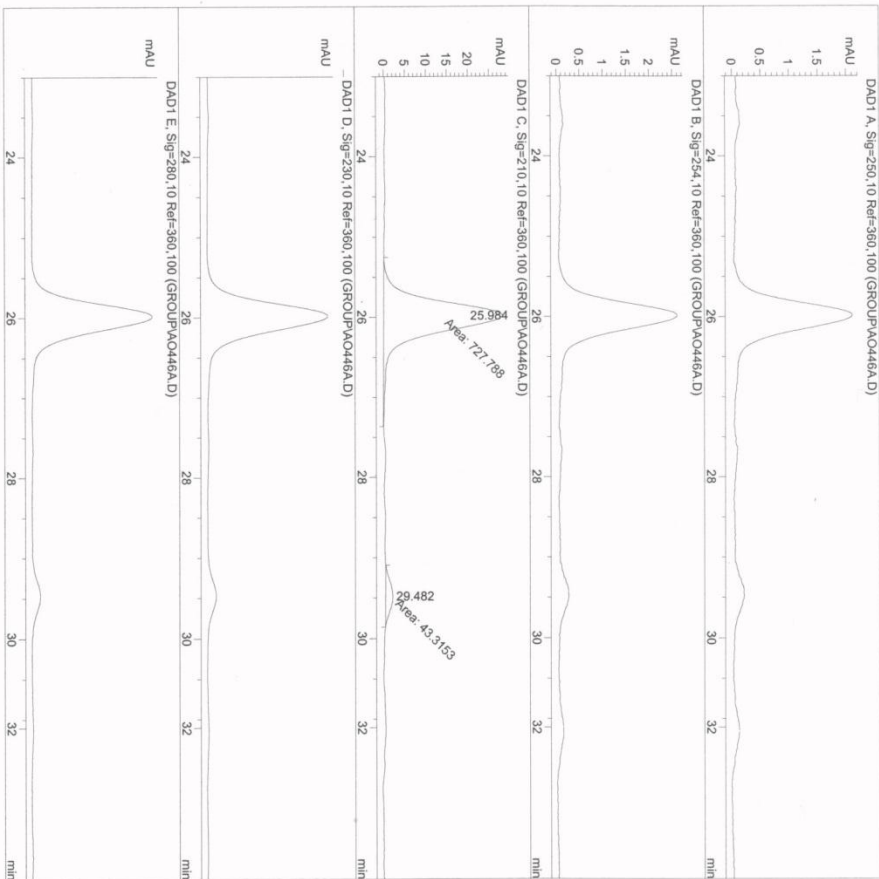 DAD1 A, Sig=250,10 Ref=360,100 (GROUP\AO446A.D)
mAU
1.5
1
0.5
0
24 26 28 30 32 min
DAD1 B, Sig=254,10 Ref=360,100 (GROUP\AO446A.D)
mAU
2
1.5
1
0.5
0
24 26 28 30 32 min
DAD1 C, Sig=210,10 Ref=360,100 (GROUP\AO446A.D)
mAU
20
15
10
5
0
25.984
Area: 727.788
29.482
Area: 43.3153
24 26 28 30 32 min
DAD1 D, Sig=230,10 Ref=360,100 (GROUP\AO446A.D)
mAU
24 26 28 30 32 min
DAD1 E, Sig=280,10 Ref=360,100 (GROUP\AO446A.D)
mAU
24 26 28 30 32 min